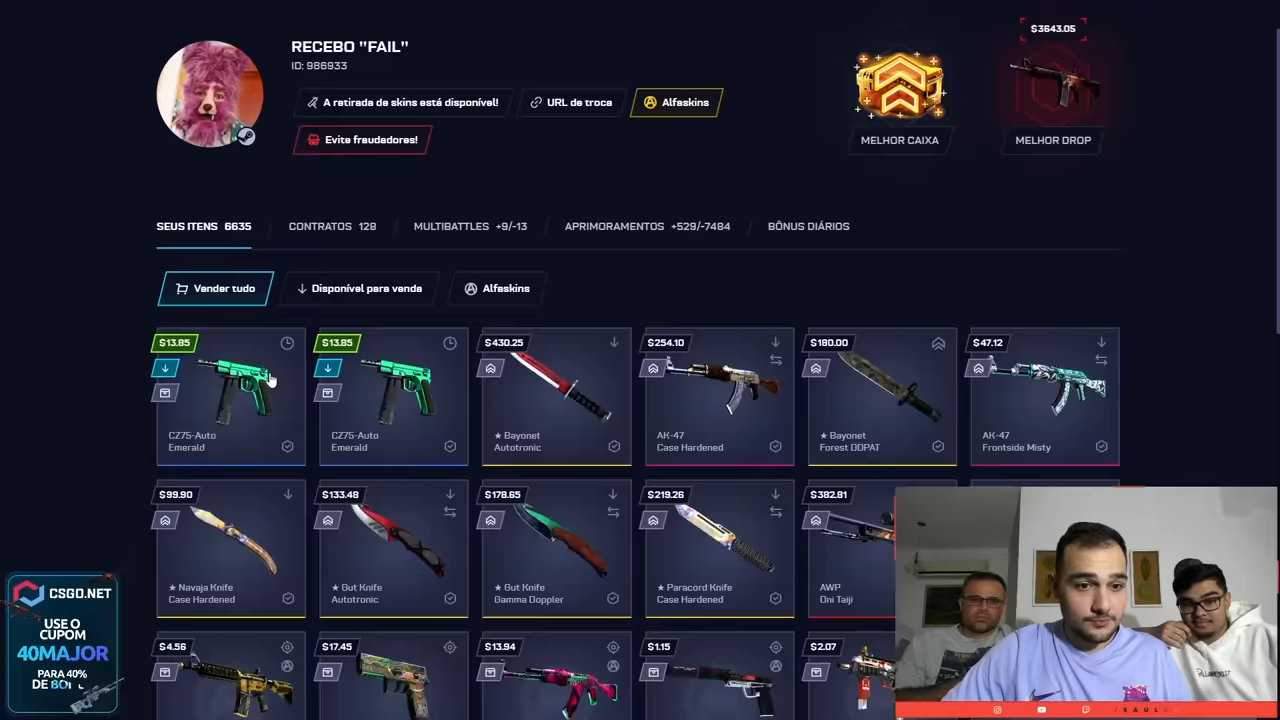 RECEBO "FAIL"
ID: 986933
A retirada de skins está disponível!
URL de troca
Alfaskins
Evite fraudadores!
MELHOR CAIXA
$3643.05
MELHOR DROP
SEUS ITENS 6635
CONTRATOS 128
MULTIBATTLES +9/-13
APRIMORAMENTOS +529/-7484
BÔNUS DIÁRIOS
Vender tudo
Disponível para venda
Alfaskins
$13.85
CZ75-Auto
Emerald
$13.85
CZ75-Auto
Emerald
$430.25
★ Bayonet
Autotronic
$254.10
AK-47
Case Hardened
$180.00
★ Bayonet
Forest DDPAT
$47.12
AK-47
Frontside Misty
$99.90
★ Navaja Knife
Case Hardened
$133.48
★ Gut Knife
Autotronic
$178.65
★ Gut Knife
Gamma Doppler
$219.26
★ Paracord Knife
Case Hardened
$382.81
AWP
Oni Taiji
$4.56
$17.45
$13.94
$1.15
$2.07
CSGO.NET
USE O
CUPOM
40MAJOR
PARA 40%
DE